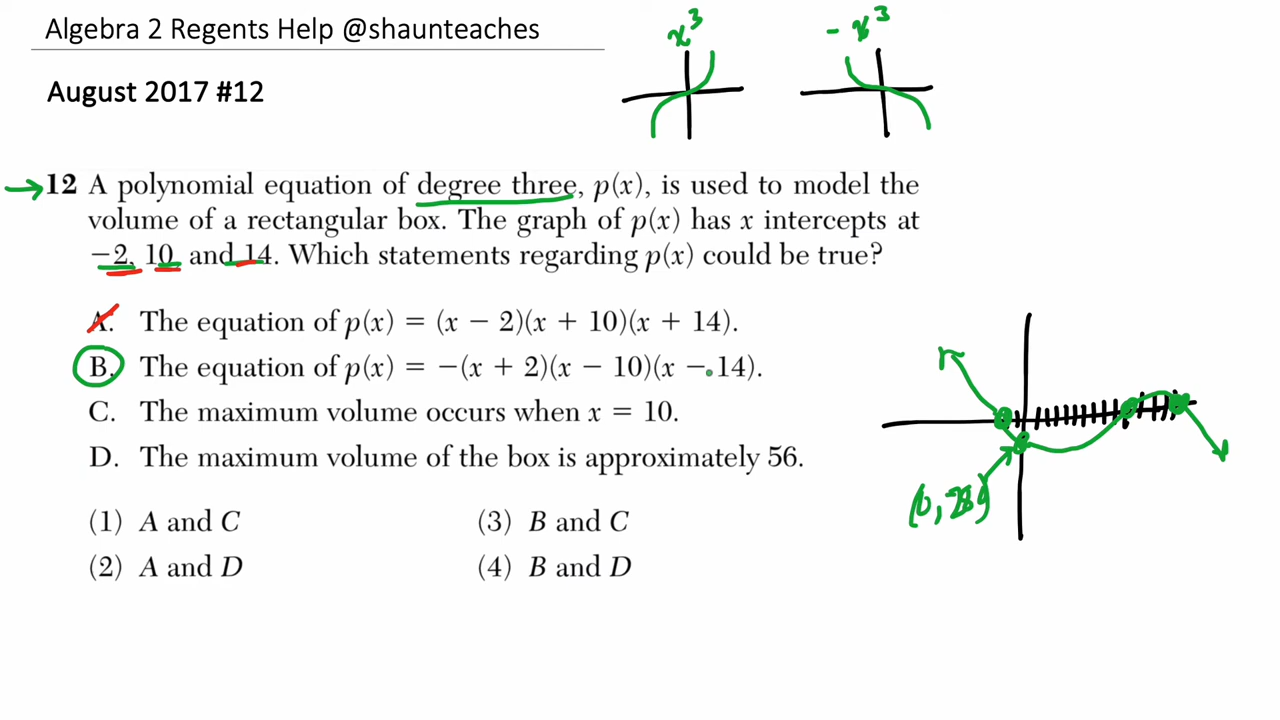 Algebra 2 Regents Help @shaunteaches
August 2017 #12
x³
-x³
12 A polynomial equation of degree three, p(x), is used to model the
volume of a rectangular box. The graph of p(x) has x intercepts at
−2, 10, and 14. Which statements regarding p(x) could be true?
A. The equation of p(x) = (x − 2)(x + 10)(x + 14).
B. The equation of p(x) = −(x + 2)(x − 10)(x − 14).
C. The maximum volume occurs when x = 10.
D. The maximum volume of the box is approximately 56.
(1) A and C
(3) B and C
(2) A and D
(4) B and D